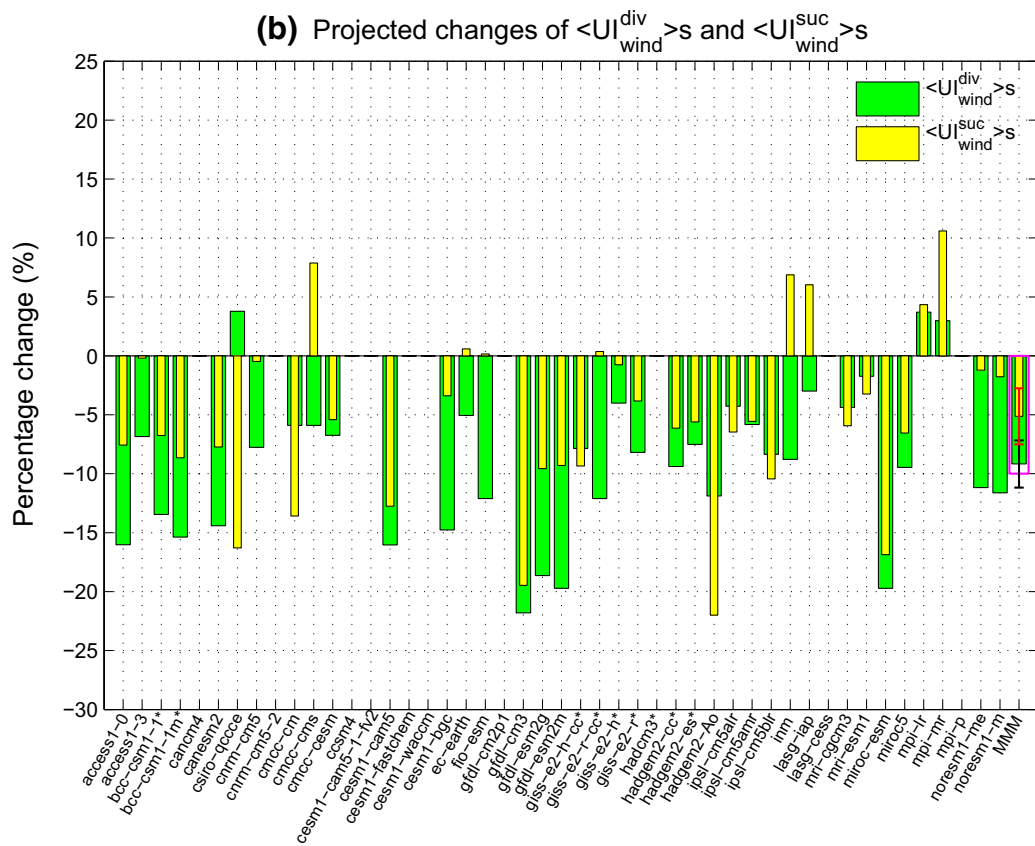 (b) Projected changes of <UI^div_wind>s and <UI^suc_wind>s
<UI^div_wind>s
<UI^suc_wind>s
Percentage change (%)
25
20
15
10
5
0
−5
−10
−15
−20
−25
−30
access1−0
access1−3
bcc−csm1−1*
bcc−csm1−1m*
cancm4
canesm2
csiro−qccce
cnrm−cm5
cnrm−cm5−2
cmcc−cm
cmcc−cms
cmcc−cesm
ccsm4
cesm1−cam5−1−fv2
cesm1−cam5
cesm1−fastchem
cesm1−waccm
cesm1−bgc
ec−earth
fio−esm
gfdl−cm2p1
gfdl−cm3
gfdl−esm2g
gfdl−esm2m
giss−e2−h−cc*
giss−e2−r−cc*
giss−e2−h*
giss−e2−r*
hadcm3*
hadgem2−cc*
hadgem2−es*
hadgem2−Ao
ipsl−cm5alr
ipsl−cm5amr
ipsl−cm5blr
inm
lasg−iap
lasg−cess
mri−cgcm3
mri−esm1
miroc−esm
miroc5
mpi−lr
mpi−mr
mpi−p
noresm1−me
noresm1−m
MMM